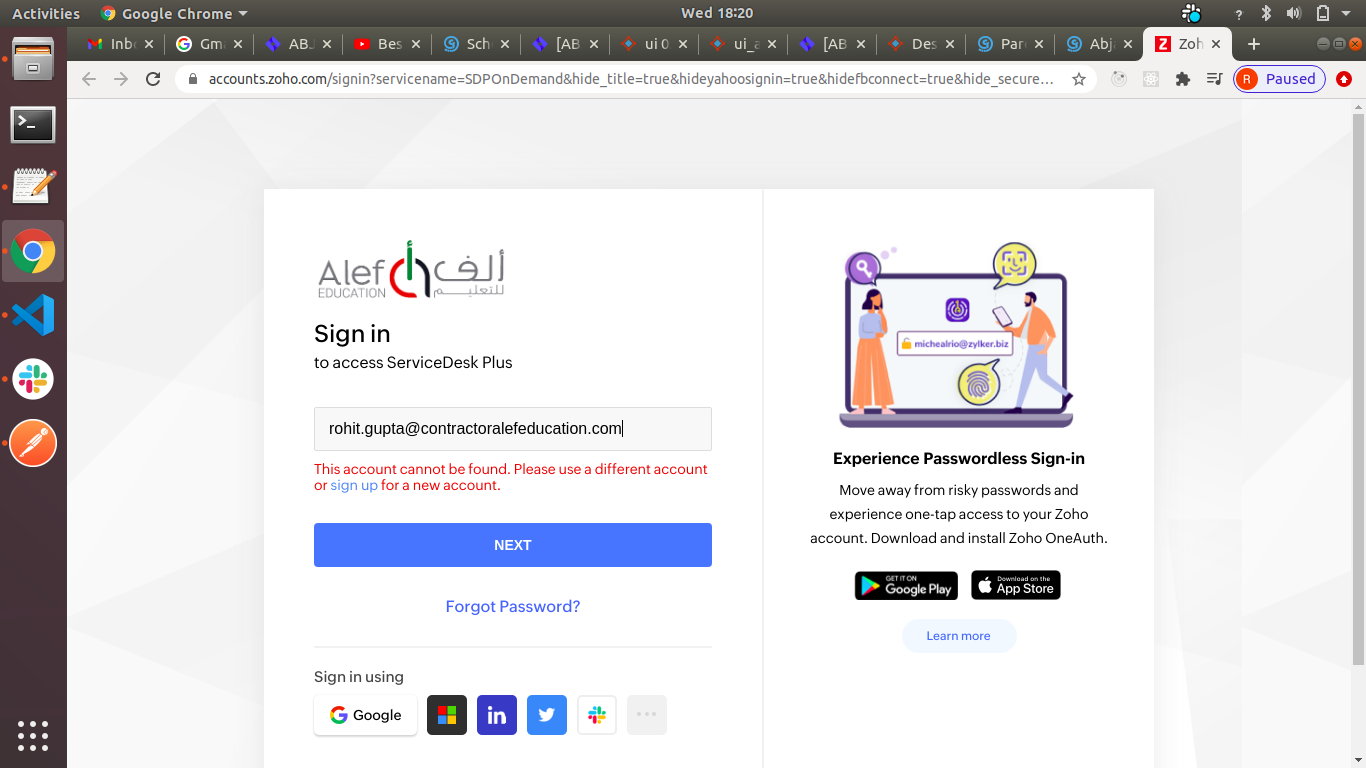 Activities Google Chrome Wed 18:20 ?
Inb Gma ABJ Bes Sch [AB ui 0 ui_a [AB Des Par Abja Zoh
accounts.zoho.com/signin?servicename=SDPOnDemand&hide_title=true&hideyahoosignin=true&hidefbconnect=true&hide_secure... R Paused
Alef ألف
EDUCATION للتعليم
Sign in
to access ServiceDesk Plus
rohit.gupta@contractoralefeducation.com
This account cannot be found. Please use a different account
or sign up for a new account.
NEXT
Forgot Password?
Sign in using
Google in
michealrio@zylker.biz
Experience Passwordless Sign-in
Move away from risky passwords and
experience one-tap access to your Zoho
account. Download and install Zoho OneAuth.
GET IT ON Download on the
Google Play App Store
Learn more